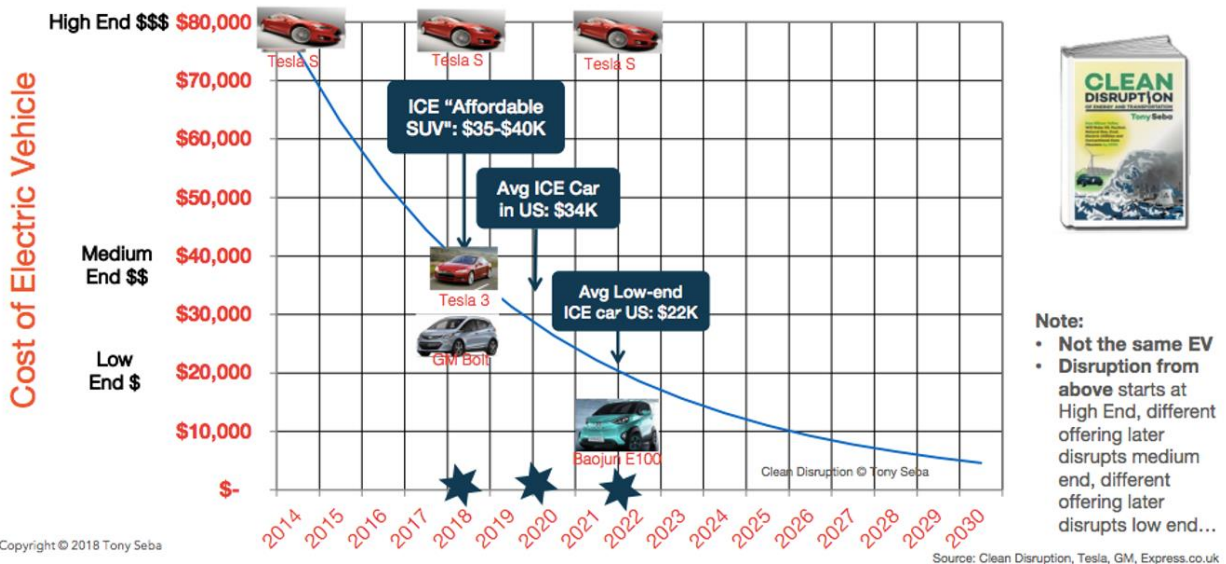 High End $$$ $80,000
Tesla S
Tesla S
Tesla S
$70,000
ICE "Affordable
SUV": $35-$40K
$60,000
Avg ICE Car
in US: $34K
$50,000
Medium
End $$
$40,000
Avg Low-end
ICE car US: $22K
Tesla 3
$30,000
GM Bolt
Low
End $
$20,000
$10,000
Baojun E100
Clean Disruption © Tony Seba
$-
2014
2015
2016
2017
2018
2019
2020
2021
2022
2023
2024
2025
2026
2027
2028
2029
2030
Cost of Electric Vehicle
CLEAN
DISRUPTION
OF ENERGY AND TRANSPORTATION
Tony Seba
Note:
• Not the same EV
• Disruption from
above starts at
High End, different
offering later
disrupts medium
end, different
offering later
disrupts low end…
Copyright © 2018 Tony Seba
Source: Clean Disruption, Tesla, GM, Express.co.uk